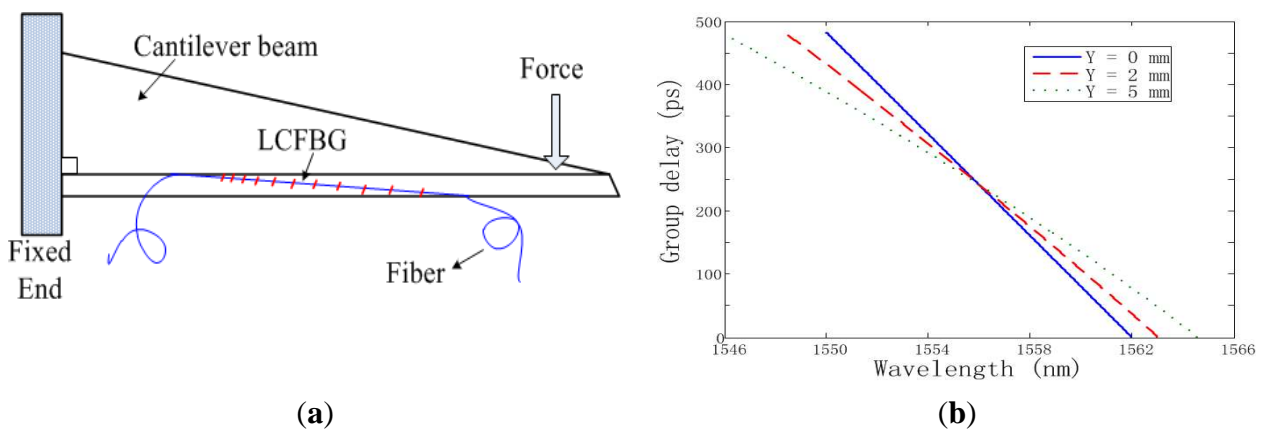 Cantilever beam
Force
LCFBG
Fixed
End
Fiber
(a)
500
400
300
200
100
0
Group delay (ps)
Y = 0 mm
Y = 2 mm
Y = 5 mm
1546 1550 1554 1558 1562 1566
Wavelength (nm)
(b)